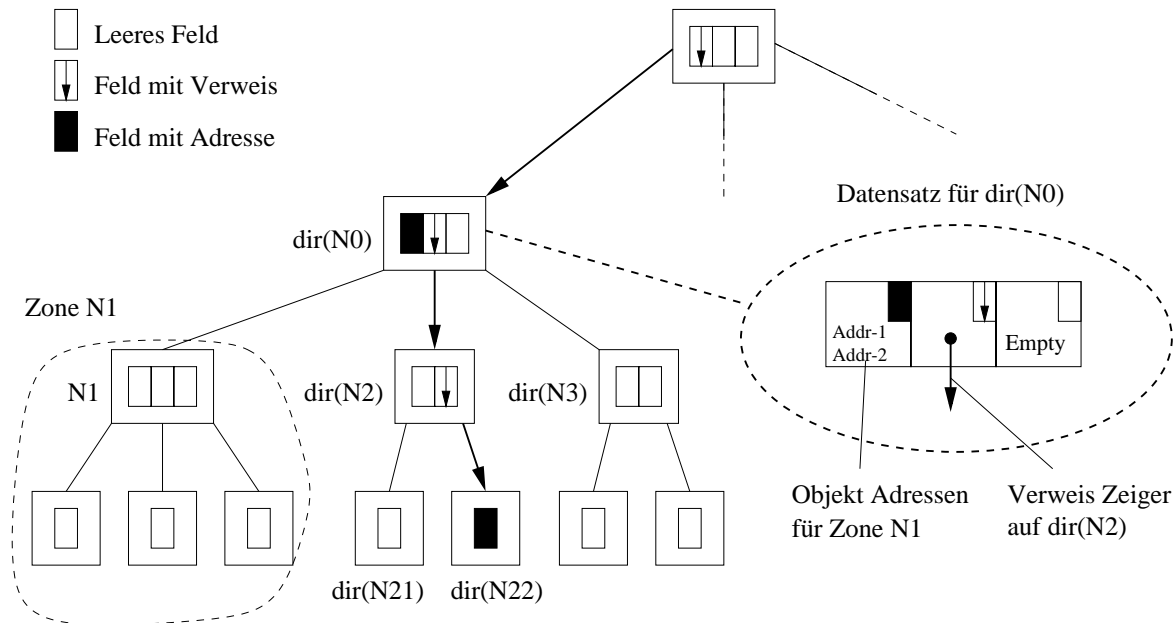 Leeres Feld
Feld mit Verweis
Feld mit Adresse
Datensatz für dir(N0)
dir(N0)
Zone N1
Addr-1
Addr-2
Empty
N1
dir(N2)
dir(N3)
Objekt Adressen
für Zone N1
Verweis Zeiger
auf dir(N2)
dir(N21)
dir(N22)